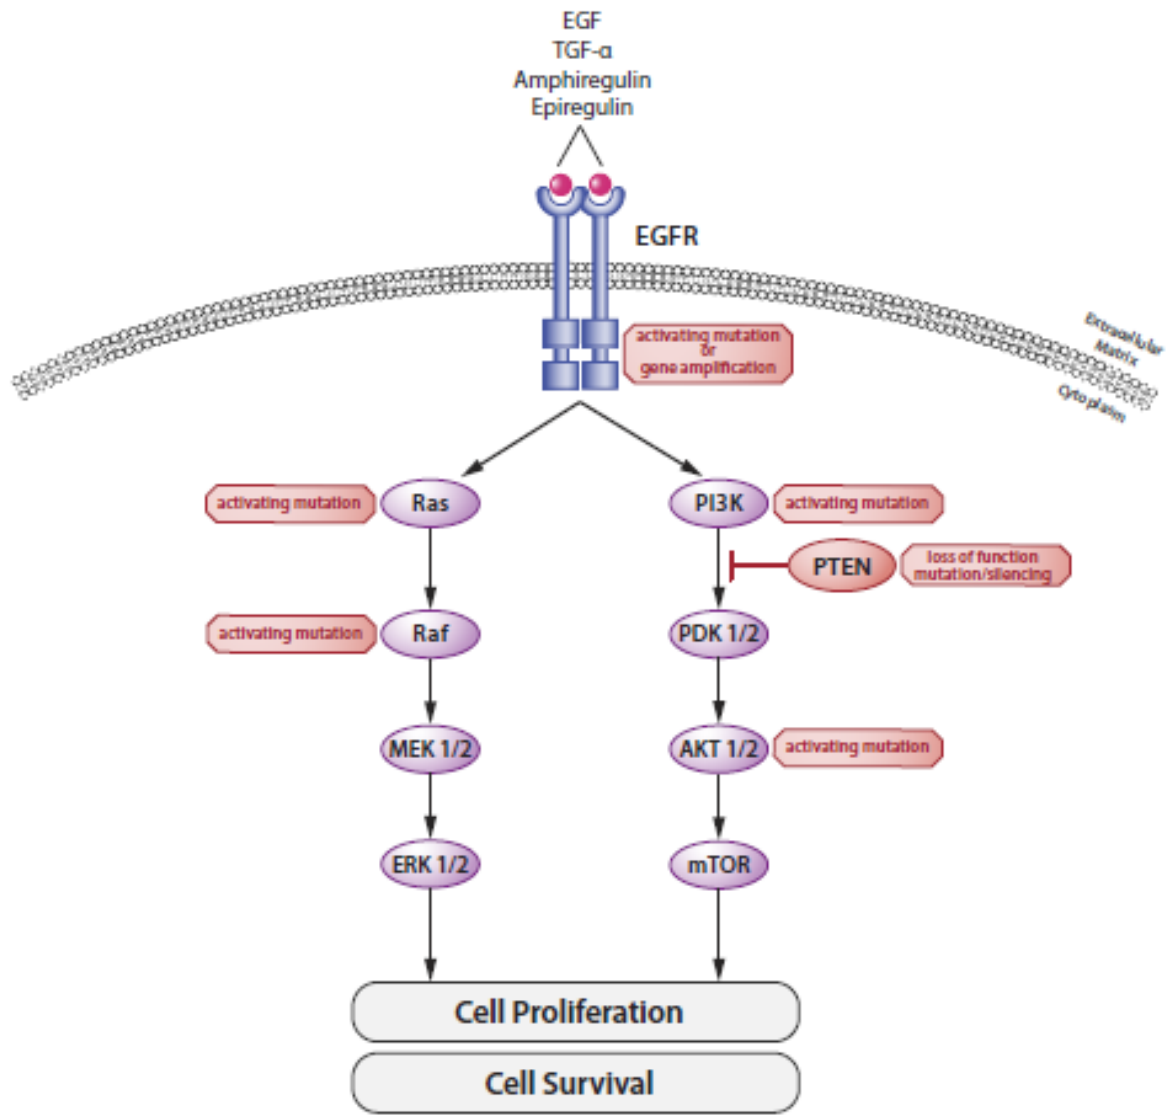 EGF
TGF-α
Amphiregulin
Epiregulin
EGFR
activating mutation
or
gene amplification
Extracellular
Matrix
Cytoplasm
activating mutation
Ras
PI3K
activating mutation
PTEN
loss of function
mutation/silencing
activating mutation
Raf
PDK 1/2
MEK 1/2
AKT 1/2
activating mutation
ERK 1/2
mTOR
Cell Proliferation
Cell Survival